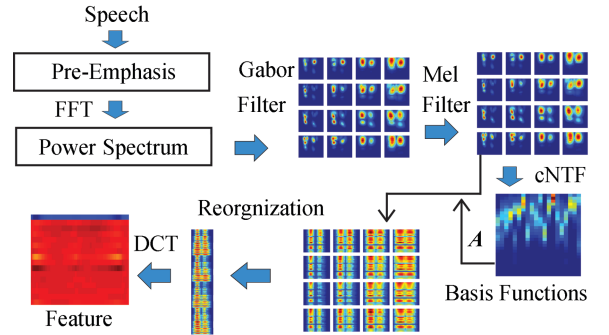 Speech
Pre-Emphasis
FFT
Power Spectrum
Gabor
Filter
Mel
Filter
cNTF
A
Basis Functions
Reorgnization
DCT
Feature